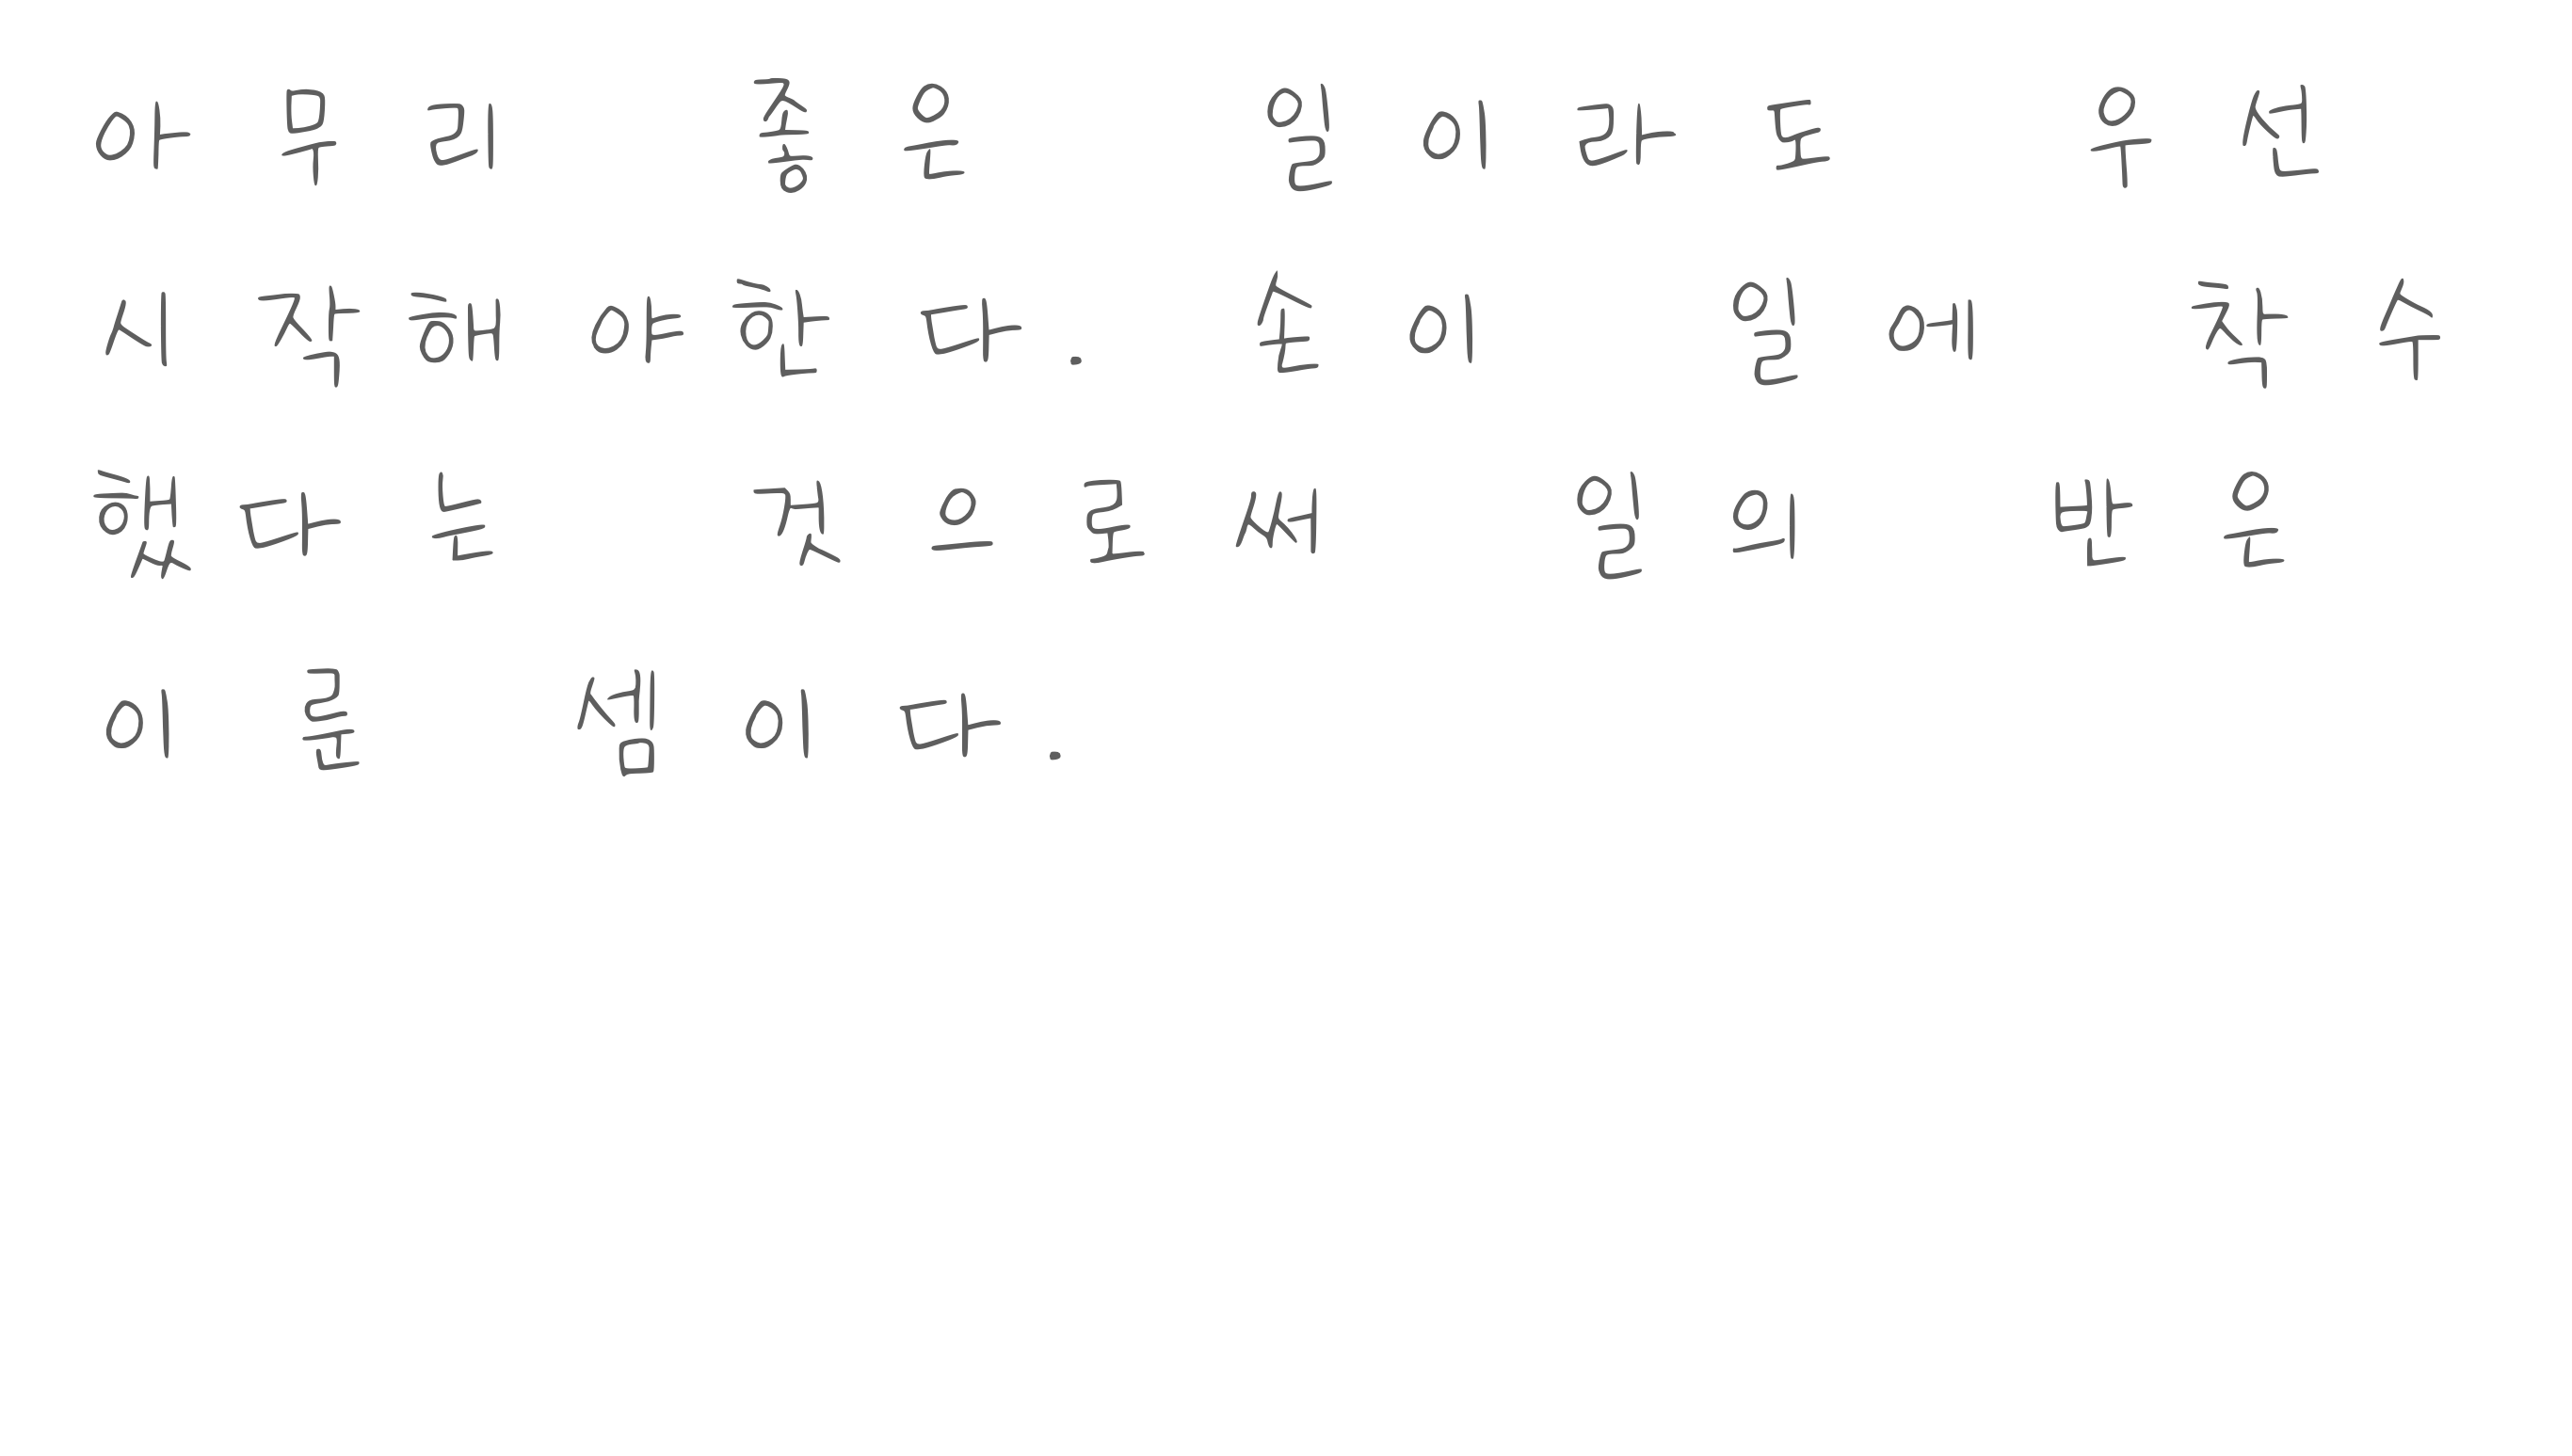 아무리 좋은 일이라도 우선
시작해야한다. 손이 일에 착수
했다는 것으로써 일의 반은
이룬 셈이다.